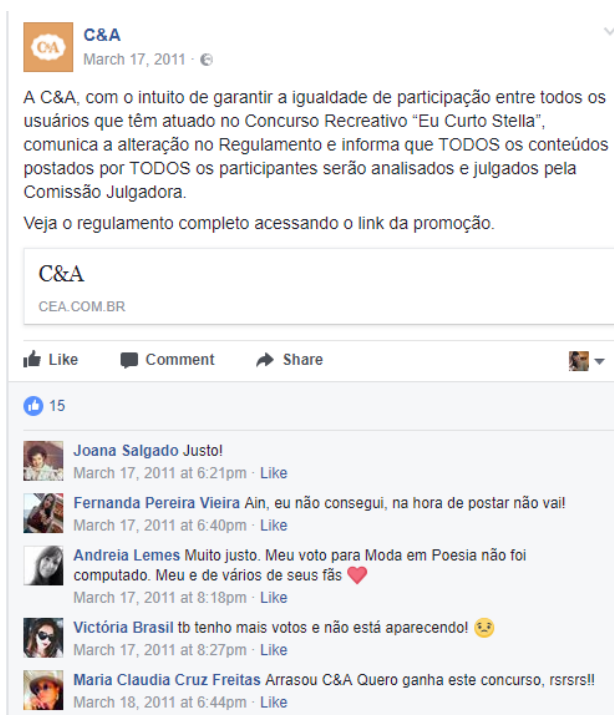 C&A
C&A
March 17, 2011 ·
A C&A, com o intuito de garantir a igualdade de participação entre todos os
usuários que têm atuado no Concurso Recreativo “Eu Curto Stella”,
comunica a alteração no Regulamento e informa que TODOS os conteúdos
postados por TODOS os participantes serão analisados e julgados pela
Comissão Julgadora.
Veja o regulamento completo acessando o link da promoção.
C&A
CEA.COM.BR
Like Comment Share
15
Joana Salgado Justo!
March 17, 2011 at 6:21pm · Like
Fernanda Pereira Vieira Ain, eu não consegui, na hora de postar não vai!
March 17, 2011 at 6:40pm · Like
Andreia Lemes Muito justo. Meu voto para Moda em Poesia não foi
computado. Meu e de vários de seus fãs ❤
March 17, 2011 at 8:18pm · Like
Victória Brasil tb tenho mais votos e não está aparecendo! 😟
March 17, 2011 at 8:27pm · Like
Maria Claudia Cruz Freitas Arrasou C&A Quero ganha este concurso, rsrsrs!!
March 18, 2011 at 6:44pm · Like